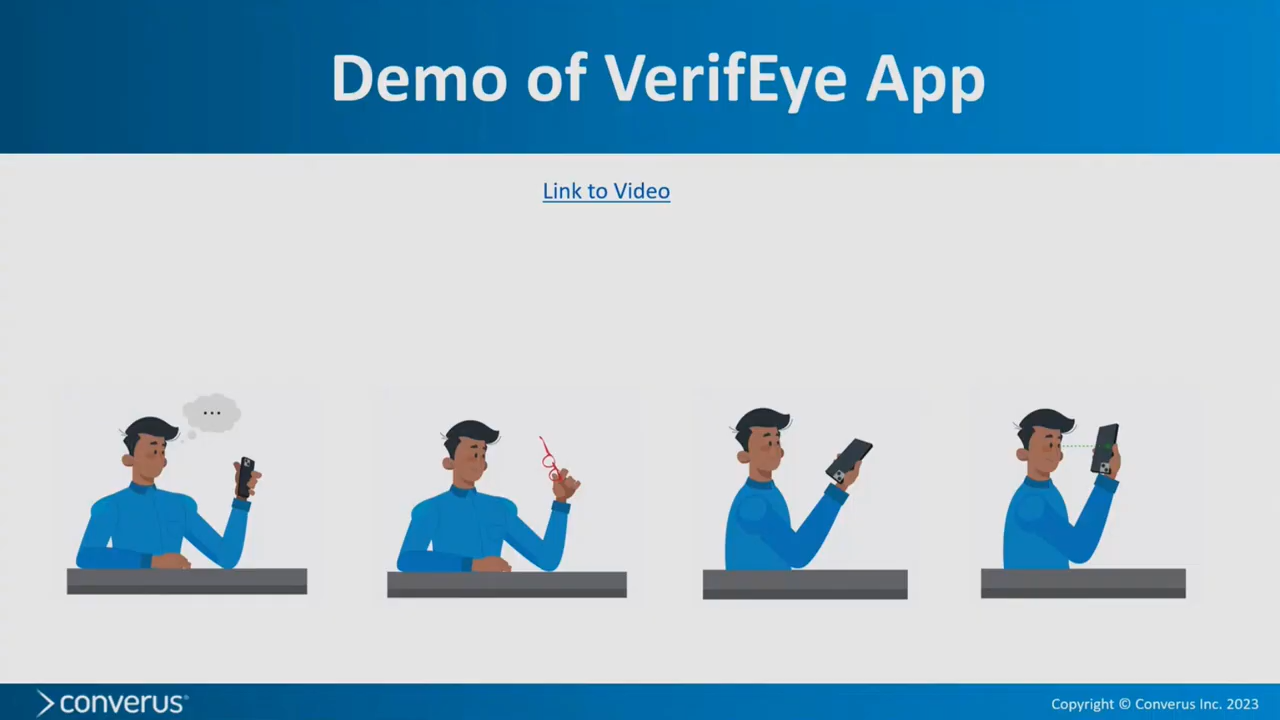 Demo of VerifEye App
Link to Video
...
converus®
Copyright © Converus Inc. 2023